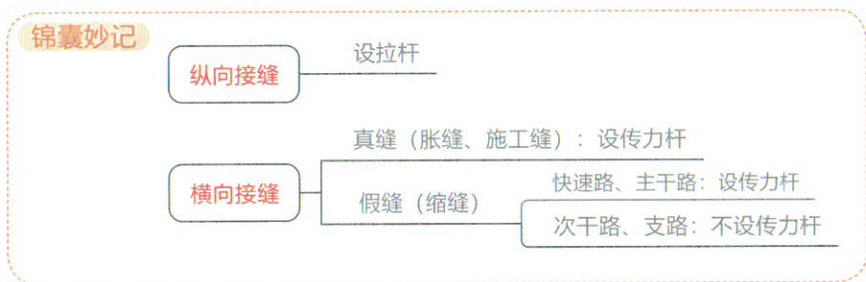 锦囊妙记
纵向接缝
设拉杆
横向接缝
真缝（胀缝、施工缝）：设传力杆
假缝（缩缝）
快速路、主干路：设传力杆
次干路、支路：不设传力杆